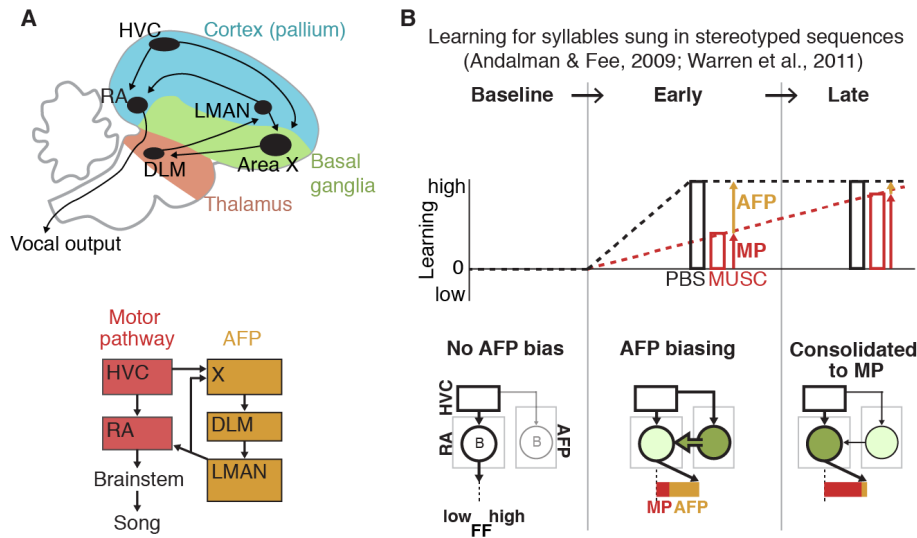 A
HVC
Cortex (pallium)
RA
LMAN
DLM
Area X
Basal
ganglia
Thalamus
Vocal output
Motor
pathway
AFP
HVC
X
RA
DLM
LMAN
Brainstem
Song
B
Learning for syllables sung in stereotyped sequences
(Andalman & Fee, 2009; Warren et al., 2011)
Baseline
Early
Late
Learning
high
0
low
AFP
MP
PBS
MUSC
No AFP bias
AFP biasing
Consolidated
to MP
HVC
RA
B
B
AFP
low
FF
high
MP
AFP